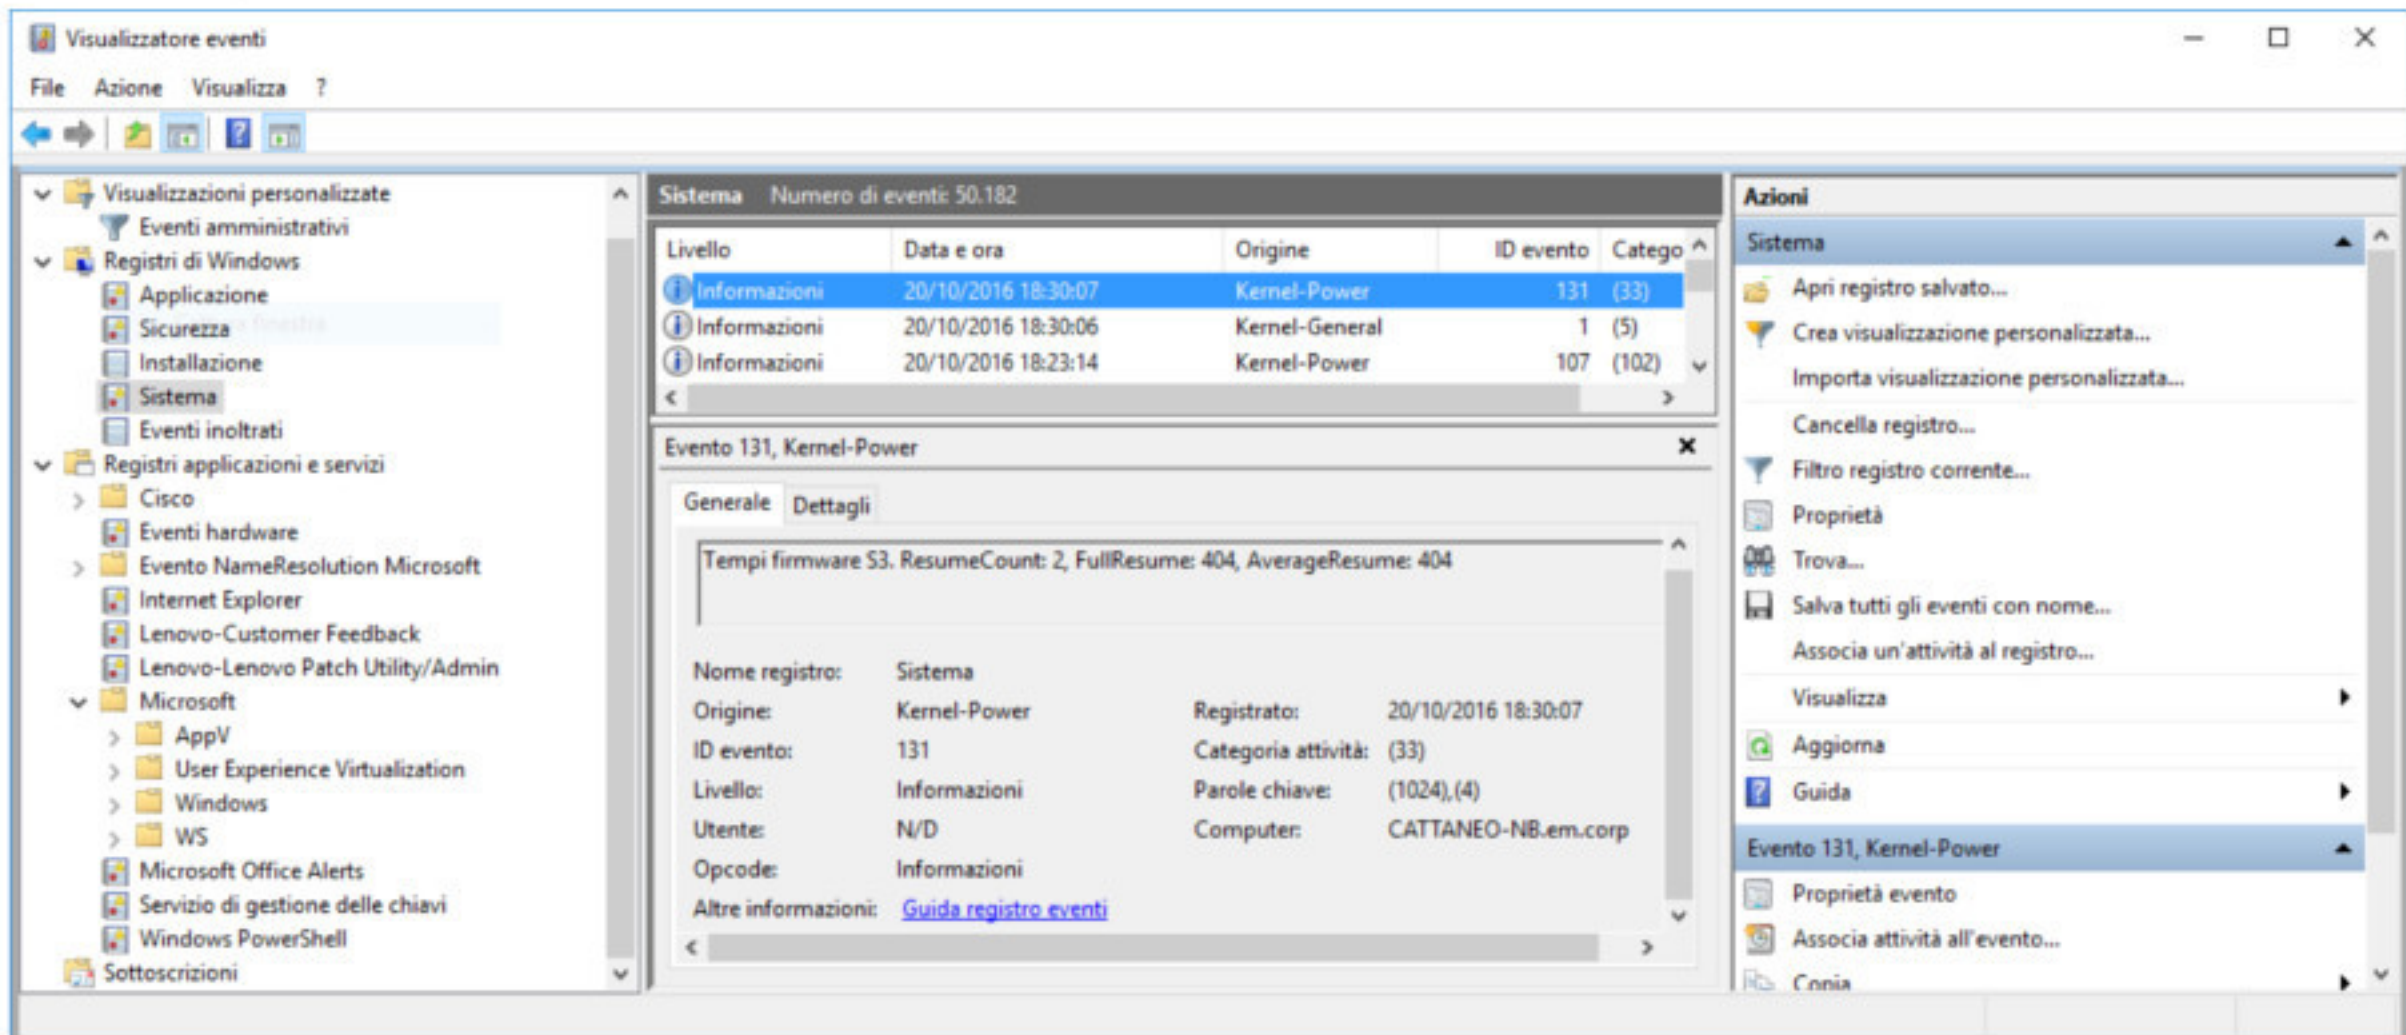 Visualizzatore eventi
File Azione Visualizza ?
Visualizzazioni personalizzate
Eventi amministrativi
Registri di Windows
Applicazione
Sicurezza
Installazione
Sistema
Eventi inoltrati
Registri applicazioni e servizi
Cisco
Eventi hardware
Evento NameResolution Microsoft
Internet Explorer
Lenovo-Customer Feedback
Lenovo-Lenovo Patch Utility/Admin
Microsoft
AppV
User Experience Virtualization
Windows
WS
Microsoft Office Alerts
Servizio di gestione delle chiavi
Windows PowerShell
Sottoscrizioni
Sistema Numero di eventi: 50.182
Livello Data e ora Origine ID evento Catego
Informazioni 20/10/2016 18:30:07 Kernel-Power 131 (33)
Informazioni 20/10/2016 18:30:06 Kernel-General 1 (5)
Informazioni 20/10/2016 18:23:14 Kernel-Power 107 (102)
Evento 131, Kernel-Power
Generale Dettagli
Tempi firmware S3. ResumeCount: 2, FullResume: 404, AverageResume: 404
Nome registro: Sistema
Origine: Kernel-Power Registrato: 20/10/2016 18:30:07
ID evento: 131 Categoria attività: (33)
Livello: Informazioni Parole chiave: (1024),(4)
Utente: N/D Computer: CATTANEO-NB.em.corp
Opcode: Informazioni
Altre informazioni: Guida registro eventi
Azioni
Sistema
Apri registro salvato...
Crea visualizzazione personalizzata...
Importa visualizzazione personalizzata...
Cancella registro...
Filtro registro corrente...
Proprietà
Trova...
Salva tutti gli eventi con nome...
Associa un'attività al registro...
Visualizza
Aggiorna
Guida
Evento 131, Kernel-Power
Proprietà evento
Associa attività all'evento...
Copia